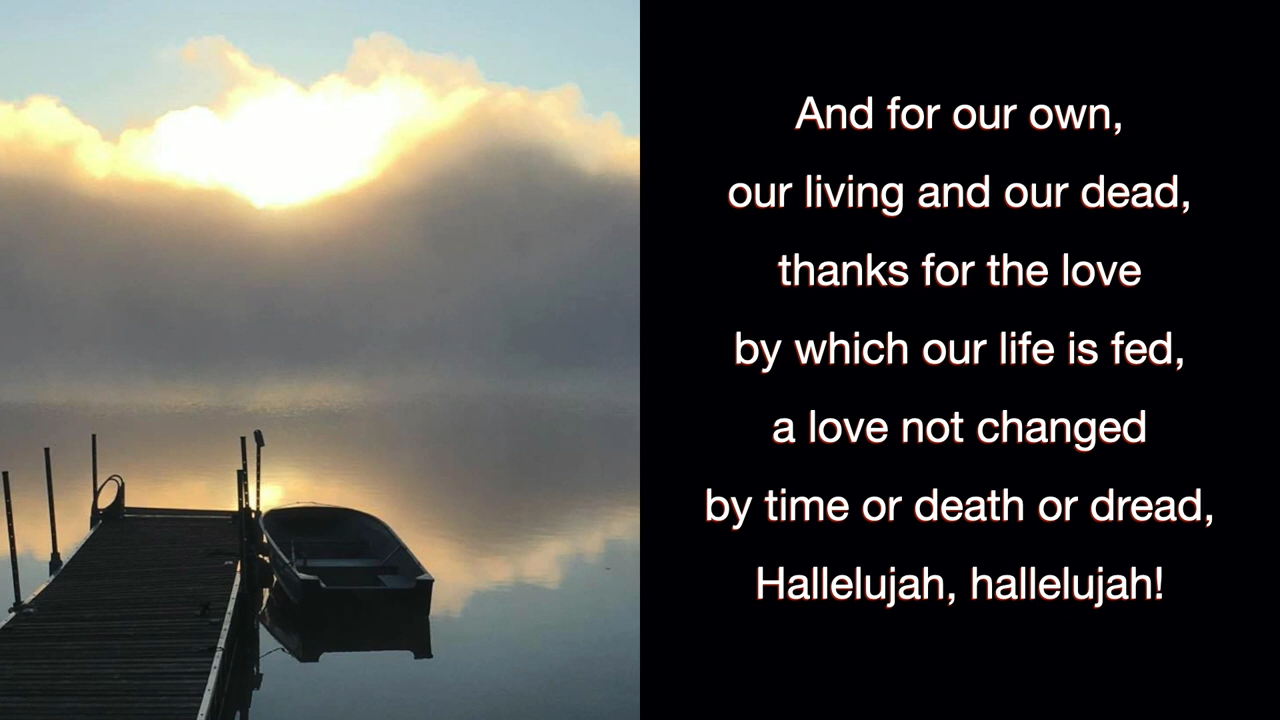 And for our own,
our living and our dead,
thanks for the love
by which our life is fed,
a love not changed
by time or death or dread,
Hallelujah, hallelujah!